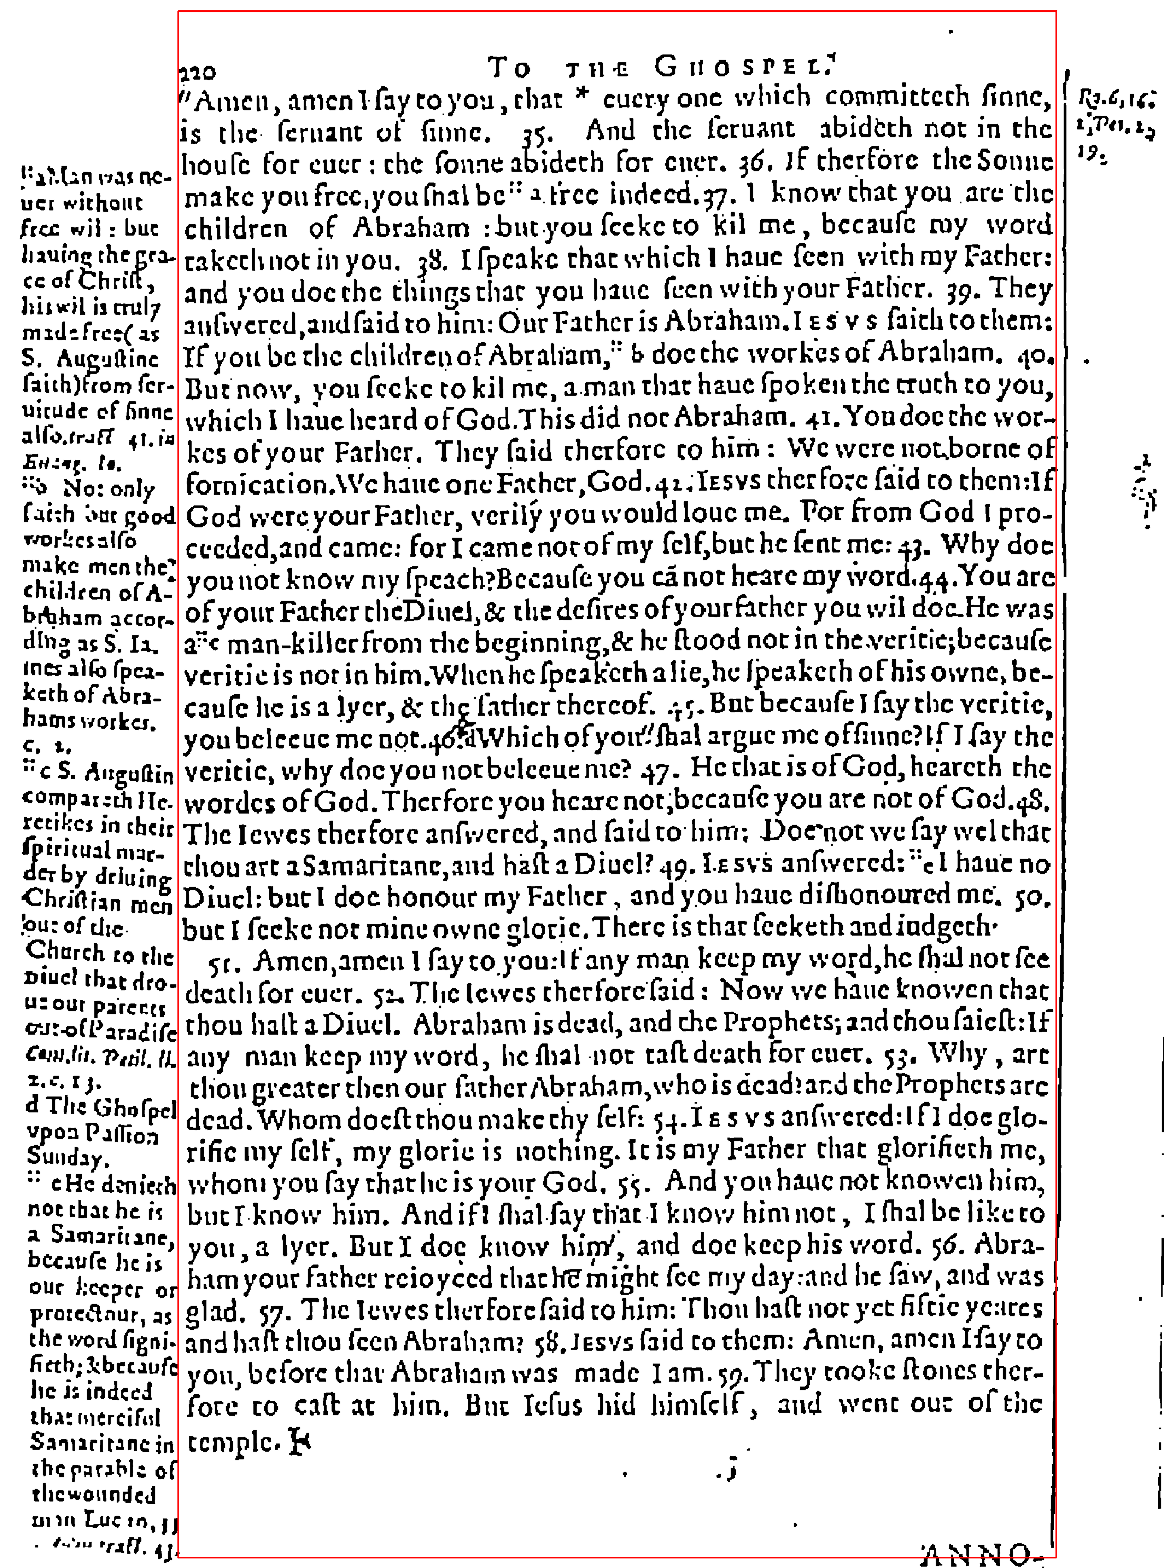 220 TO THE GHOSPEL.
"Amen, amen I say to you, that * euery one which committeth sinne,
is the seruant of sinne. 35. And the seruant abideth not in the
house for euer: the sonne abideth for euer. 36. If therfore the Sonne
make you free, you shal be :: a free indeed. 37. I know that you are the
children of Abraham : but you seeke to kil me, because my word
taketh not in you. 38. I speake that which I haue seen with my Father:
and you doe the things that you haue seen with your Father. 39. They
answered, and said to him: Our Father is Abraham. IESVS saith to them:
If you be the children of Abraham, :: b doe the workes of Abraham. 40.
But now, you seeke to kil me, a man that haue spoken the truth to you,
which I haue heard of God. This did not Abraham. 41. You doe the wor-
kes of your Father. They said therfore to him : We were not borne of
fornication. We haue one Father, God. 42. IESVS therfore said to them: If
God were your Father, verily you would loue me. For from God I pro-
ceeded, and came: for I came not of my self, but he sent me: 43. Why doe
you not know my speach? Because you cā not heare my word. 44. You are
of your Father the Diuel, & the desires of your father you wil doe. He was
a :: c man-killer from the beginning, & he stood not in the veritie; because
veritie is not in him. When he speaketh a lie, he speaketh of his owne, be-
cause he is a lyer, & the father thereof. 45. But because I say the veritie,
you beleeue me not. 46. d Which of you " shal argue me of sinne? If I say the
veritie, why doe you not beleeue me? 47. He that is of God, heareth the
wordes of God. Therfore you heare not, because you are not of God. 48.
The Iewes therfore answered, and said to him: Doe not we say wel that
thou art a Samaritane, and hast a Diuel? 49. IESVS answered: :: e I haue no
Diuel: but I doe honour my Father, and you haue dishonoured me. 50.
but I seeke not mine owne glorie. There is that seeketh and iudgeth.
51. Amen, amen I say to you: If any man keep my word, he shal not see
death for euer. 52. The Iewes therfore said : Now we haue knowen that
thou hast a Diuel. Abraham is dead, and the Prophets; and thou saiest: If
any man keep my word, he shal not tast death for euer. 53. Why, art
thou greater then our father Abraham, who is dead? and the Prophets are
dead. Whom doest thou make thy self? 54. IESVS answered: If I doe glo-
rifie my self, my glorie is nothing. It is my Father that glorifieth me,
whom you say that he is your God. 55. And you haue not knowen him,
but I know him. And if I shal say that I know him not, I shal be like to
you, a lyer. But I doe know him, and doe keep his word. 56. Abra-
ham your father reioyced that he might see my day: and he saw, and was
glad. 57. The Iewes therfore said to him: Thou hast not yet fiftie yeares
and hast thou seen Abraham? 58. IESVS said to them: Amen, amen I say to
you, before that Abraham was made I am. 59. They tooke stones ther-
fore to cast at him. But Iesus hid himself, and went out of the
temple.
ANNO-
:: a Man was ne-
uer without
free wil : but
hauing the gra-
ce of Christ,
his wil is truly
made free (as
S. Augustine
saith) from ser-
uitude of sinne
also. tract. 41. in
Euang. Io.
:: b Not only
faith but good
workes also
make men the
children of A-
braham accor-
ding as S. Ia-
mes also spea-
keth of Abra-
hams workes.
c. 2.
:: c S. Augustin
compareth He-
retikes in their
spiritual mur-
der by driuing
Christian men
out of the
Church to the
Diuel that dro-
ue our parents
out of Paradise
Cont. lit. Petil. li.
2. c. 13.
d The Ghospel
vpon Passion
Sunday.
:: e He denieth
not that he is
a Samaritane,
because he is
our keeper or
protectour, as
the word signi-
fieth; & because
he is indeed
that merciful
Samaritane in
the parable of
the wounded
man Luc 10, 33
tract. 43.
Ro. 6, 16.
2. Pet. 2,
19.